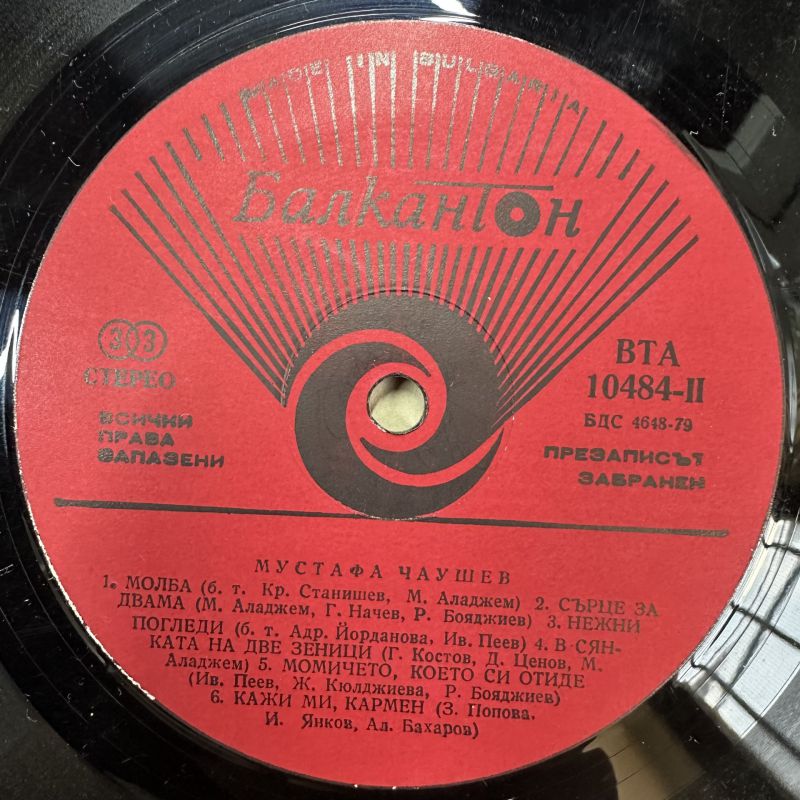 MADE IN BULGARIA
Балкантон
33
СТЕРЕО
ВСИЧКИ
ПРАВА
ЗАПАЗЕНИ
ВТА
10484-II
БДС 4648-79
ПРЕЗАПИСЪТ
ЗАБРАНЕН
МУСТАФА ЧАУШЕВ
1. МОЛБА (б. т. Кр. Станишев, М. Аладжем) 2. СЪРЦЕ ЗА
ДВАМА (М. Аладжем, Г. Начев, Р. Бояджиев) 3. НЕЖНИ
ПОГЛЕДИ (б. т. Адр. Йорданова, Ив. Пеев) 4. В СЯН-
КАТА НА ДВЕ ЗЕНИЦИ (Г. Костов, Д. Ценов, М.
Аладжем) 5. МОМИЧЕТО, КОЕТО СИ ОТИДЕ
(Ив. Пеев, Ж. Кюлджиева, Р. Бояджиев)
6. КАЖИ МИ, КАРМЕН (З. Попова,
И. Янков, Ал. Бахаров)